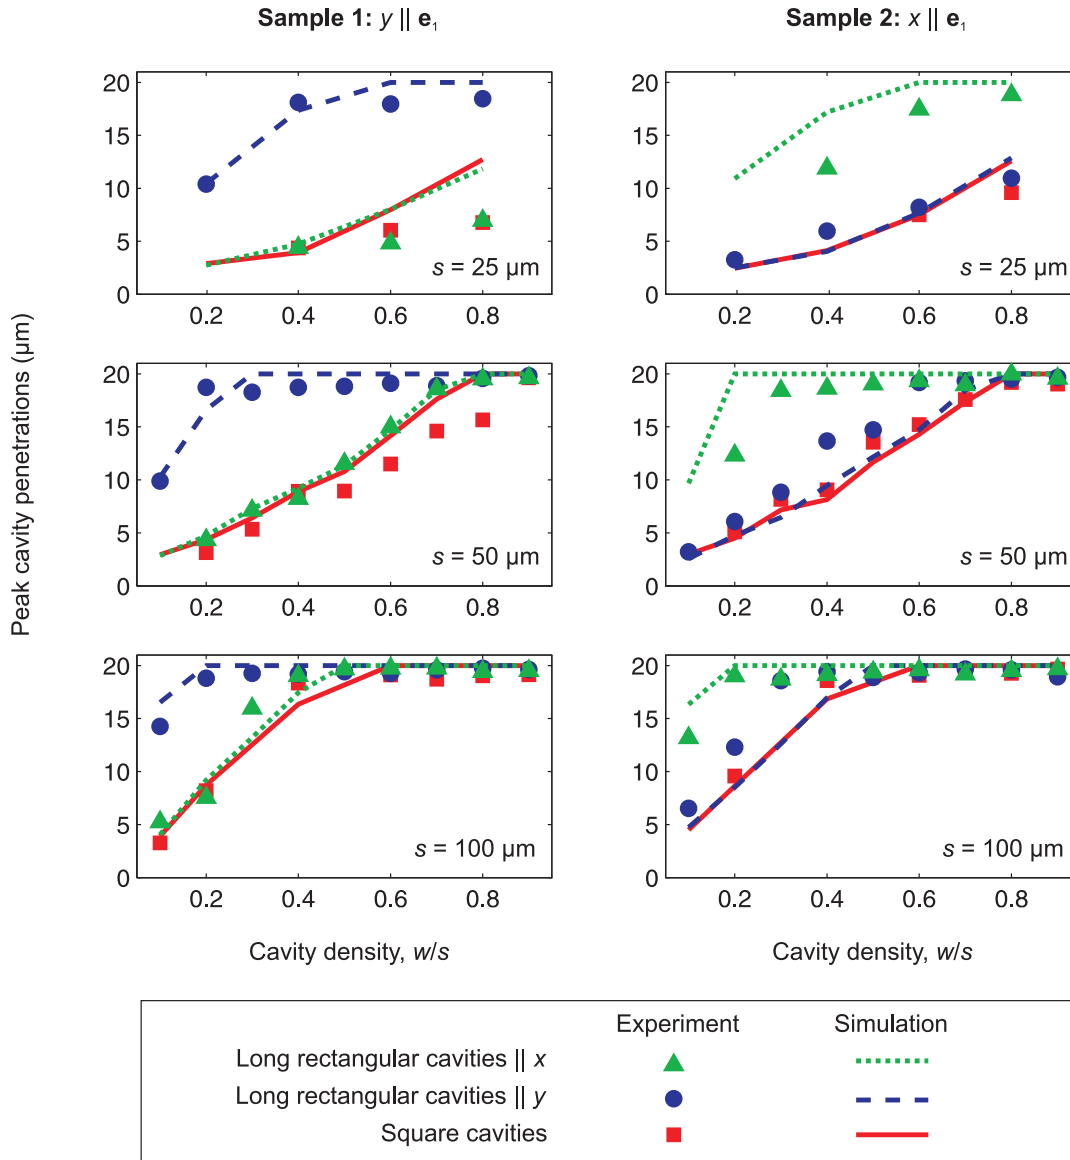 Sample 1: y || e₁
Sample 2: x || e₁
Peak cavity penetrations (μm)
20
15
10
5
0
0.2 0.4 0.6 0.8
s = 25 μm
20
15
10
5
0
0.2 0.4 0.6 0.8
s = 25 μm
20
15
10
5
0
0.2 0.4 0.6 0.8
s = 50 μm
20
15
10
5
0
0.2 0.4 0.6 0.8
s = 50 μm
20
15
10
5
0
0.2 0.4 0.6 0.8
s = 100 μm
20
15
10
5
0
0.2 0.4 0.6 0.8
s = 100 μm
Cavity density, w/s
Cavity density, w/s
Experiment Simulation
Long rectangular cavities || x
Long rectangular cavities || y
Square cavities